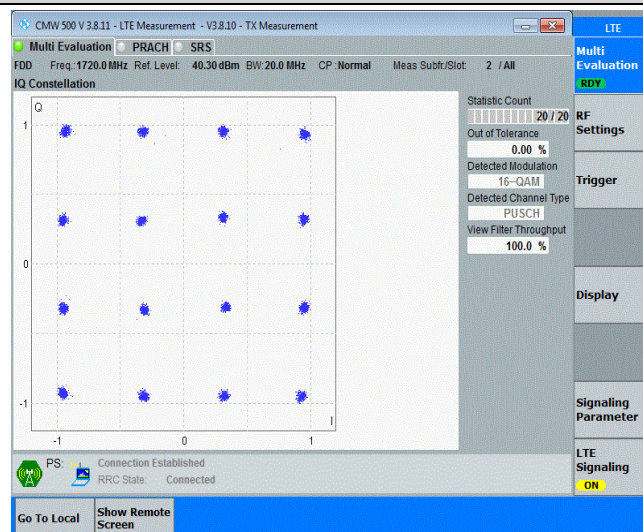 CMW 500 V 3.8.11 - LTE Measurement - V3.8.10 - TX Measurement
LTE
Multi Evaluation PRACH SRS
FDD Freq.:1720.0 MHz Ref. Level: 40.30 dBm BW:20.0 MHz CP :Normal Meas Subfr./Slot: 2 / All
IQ Constellation
Q
1
0
-1
-1 0 1
I
Statistic Count
20 / 20
Out of Tolerance
0.00 %
Detected Modulation
16-QAM
Detected Channel Type
PUSCH
View Filter Throughput
100.0 %
Multi
Evaluation
RDY
RF
Settings
Trigger
Display
Signaling
Parameter
LTE
Signaling
ON
PS: Connection Established
RRC State: Connected
Go To Local
Show Remote
Screen